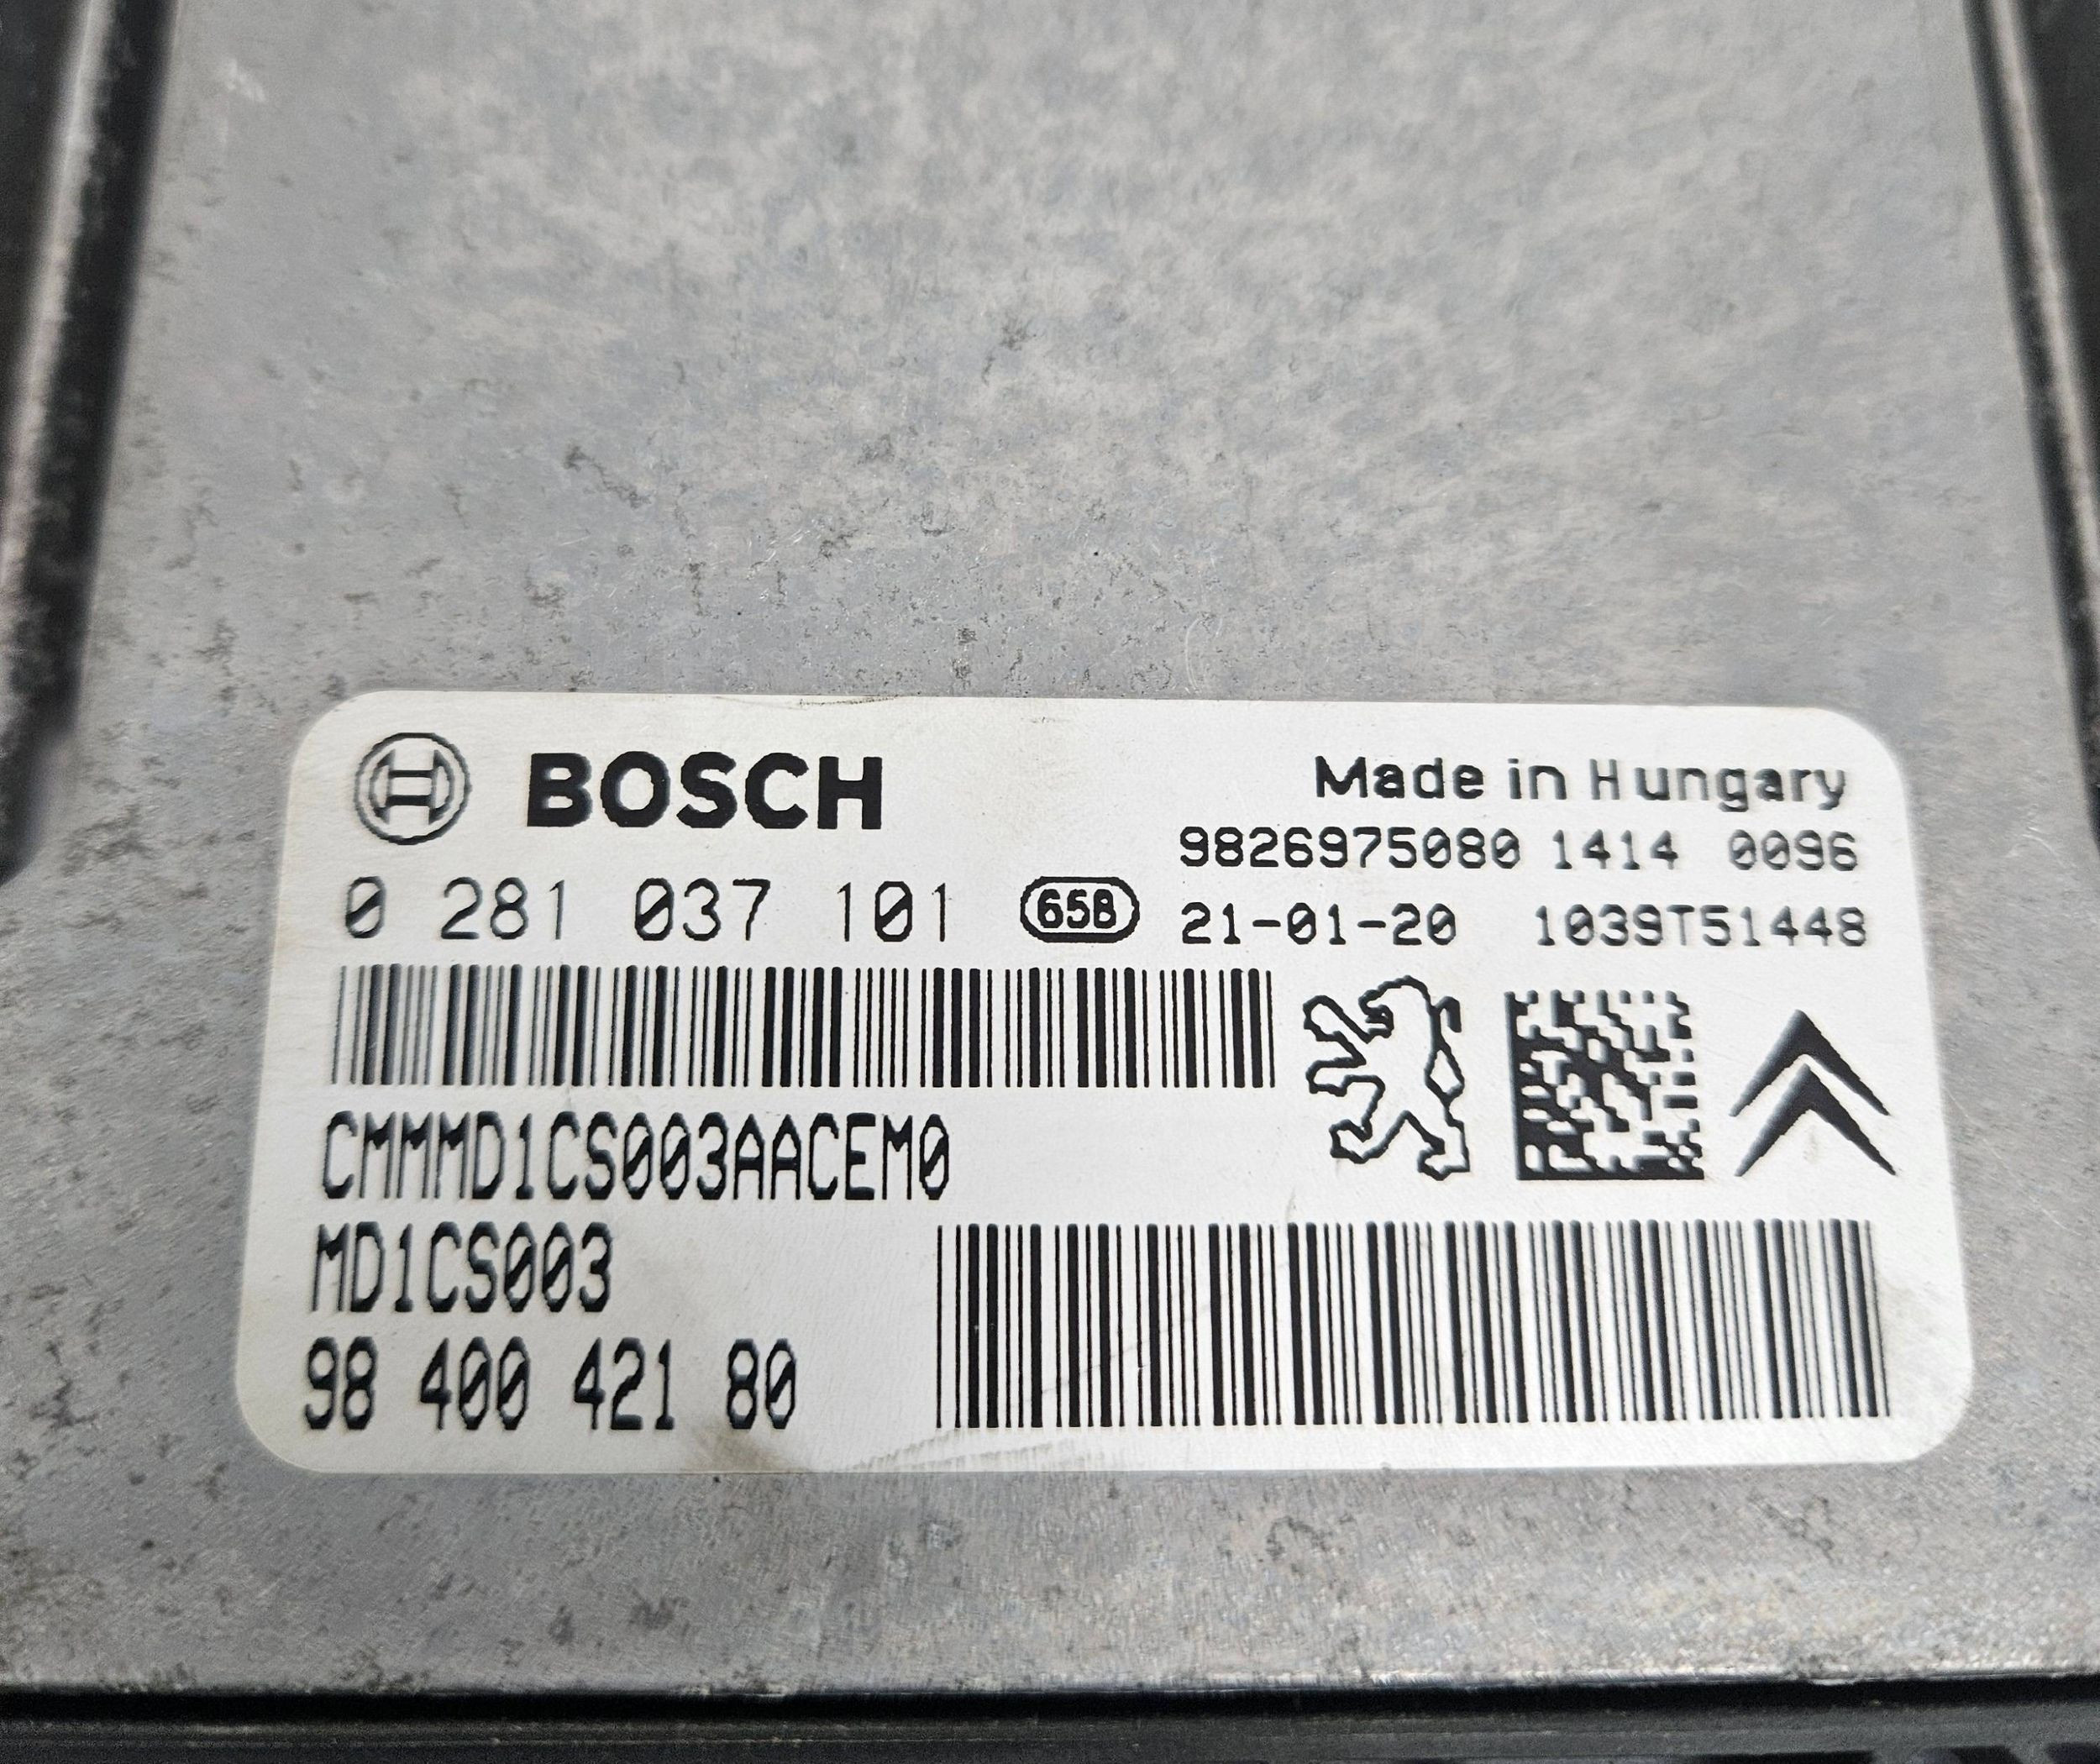 BOSCH
Made in Hungary
9826975080 1414 0096
0 281 037 101 65B 21-01-20 1039T51448
CMMMD1CS003AACEM0
MD1CS003
98 400 421 80